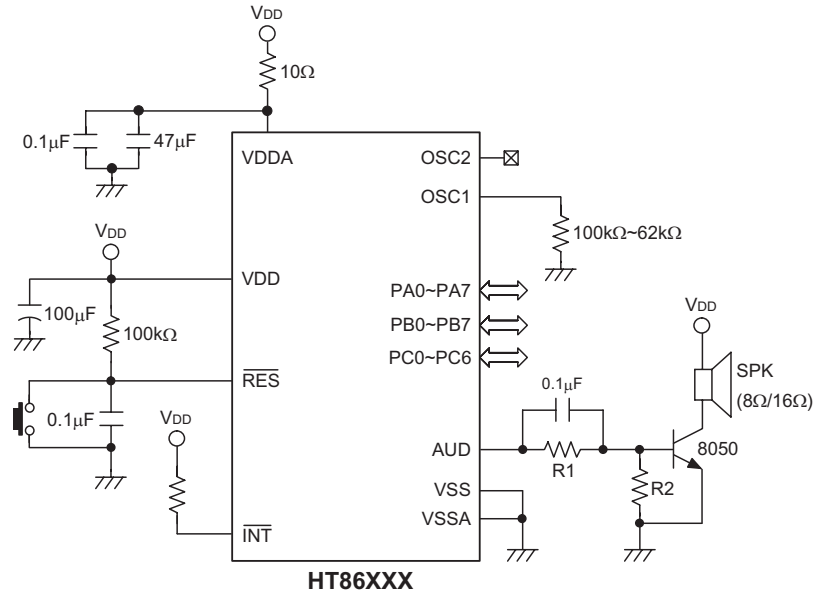 VDD
10Ω
0.1μF
47μF
VDDA
OSC2
OSC1
100kΩ~62kΩ
VDD
VDD
100μF
100kΩ
PA0~PA7
PB0~PB7
PC0~PC6
VDD
SPK
(8Ω/16Ω)
RES
0.1μF
0.1μF
VDD
AUD
R1
8050
R2
VSS
VSSA
INT
HT86XXX